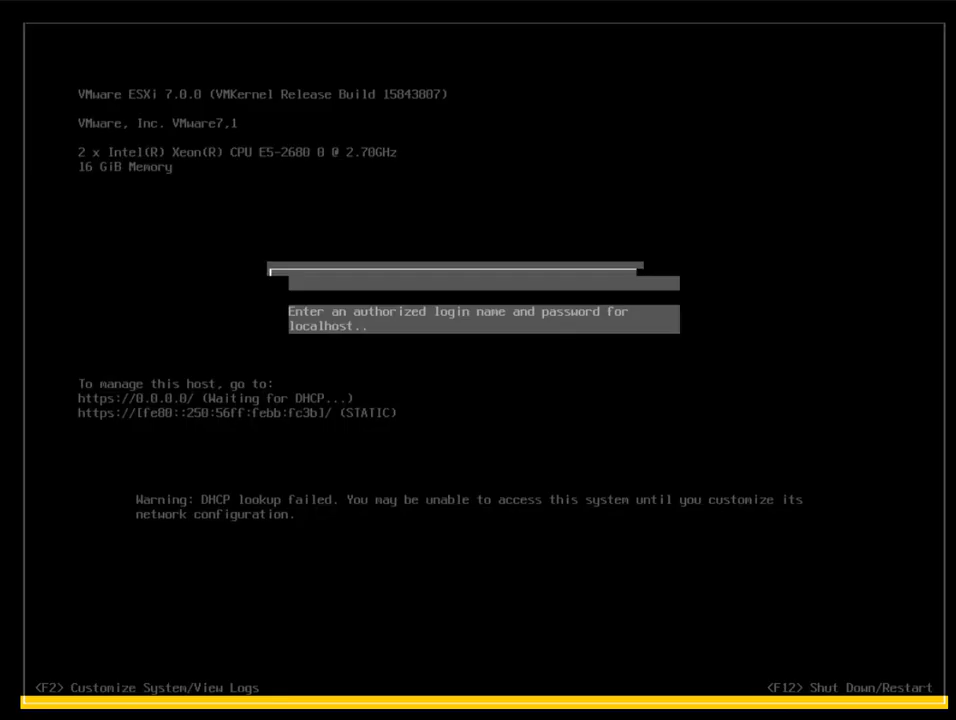 VMware ESXi 7.0.0 (VMKernel Release Build 15843807)
VMware, Inc. VMware7,1
2 x Intel(R) Xeon(R) CPU E5-2680 0 @ 2.70GHz
16 GiB Memory
Enter an authorized login name and password for
localhost..
To manage this host, go to:
https://0.0.0.0/ (Waiting for DHCP...)
https://[fe80::250:56ff:febb:fc3b]/ (STATIC)
Warning: DHCP lookup failed. You may be unable to access this system until you customize its
network configuration.
<F2> Customize System/View Logs
<F12> Shut Down/Restart